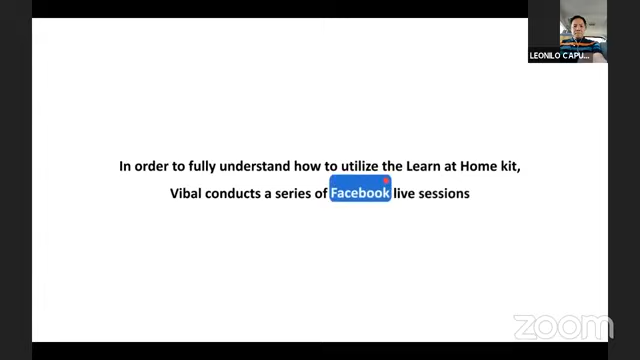 LEONILO CAPU...
In order to fully understand how to utilize the Learn at Home kit,
Vibal conducts a series of Facebook live sessions
zoom